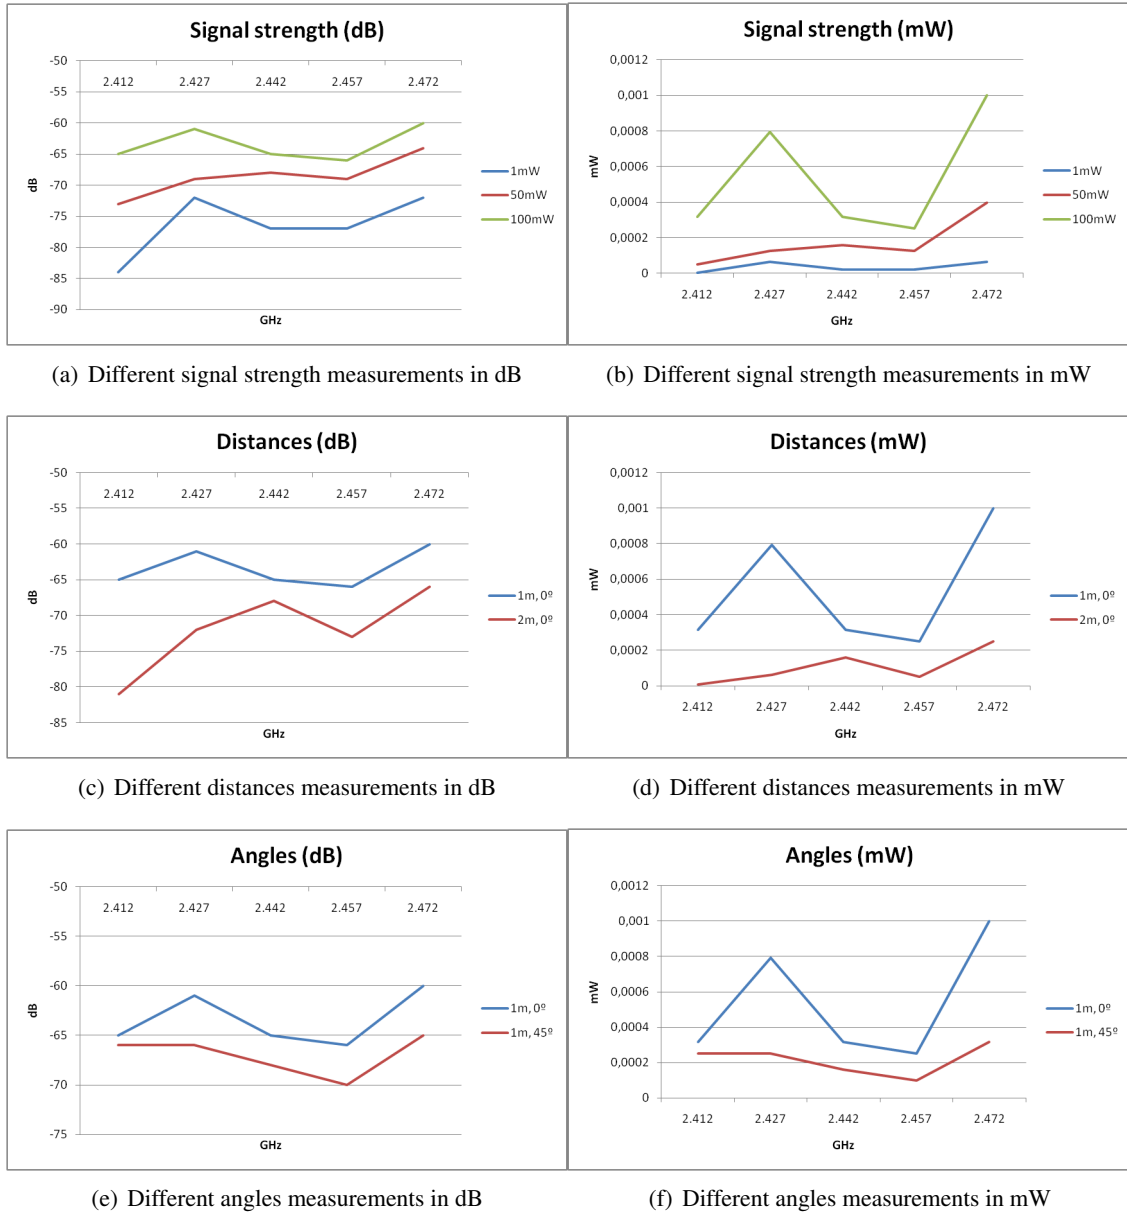 Signal strength (dB)
-50
2.412 2.427 2.442 2.457 2.472
-55
-60
-65
-70
-75
-80
-85
-90
dB
GHz
1mW
50mW
100mW
(a) Different signal strength measurements in dB
Signal strength (mW)
0,0012
0,001
0,0008
0,0006
0,0004
0,0002
0
mW
2.412 2.427 2.442 2.457 2.472
GHz
1mW
50mW
100mW
(b) Different signal strength measurements in mW
Distances (dB)
-50
2.412 2.427 2.442 2.457 2.472
-55
-60
-65
-70
-75
-80
-85
dB
GHz
1m, 0º
2m, 0º
(c) Different distances measurements in dB
Distances (mW)
0,0012
0,001
0,0008
0,0006
0,0004
0,0002
0
mW
2.412 2.427 2.442 2.457 2.472
GHz
1m, 0º
2m, 0º
(d) Different distances measurements in mW
Angles (dB)
-50
2.412 2.427 2.442 2.457 2.472
-55
-60
-65
-70
-75
dB
GHz
1m, 0º
1m, 45º
(e) Different angles measurements in dB
Angles (mW)
0,0012
0,001
0,0008
0,0006
0,0004
0,0002
0
mW
2.412 2.427 2.442 2.457 2.472
GHz
1m, 0º
1m, 45º
(f) Different angles measurements in mW